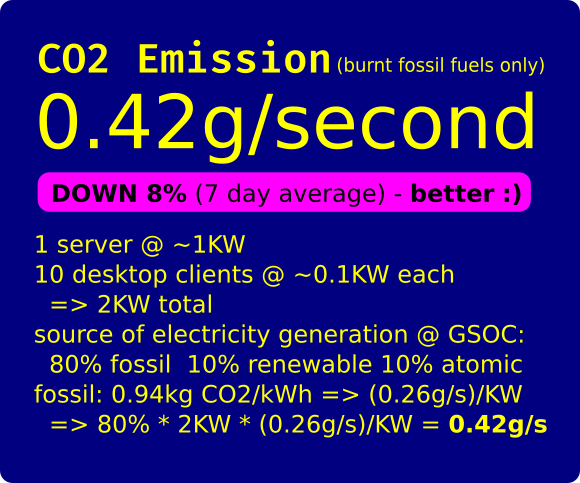 CO2 Emission (burnt fossil fuels only)
0.42g/second
DOWN 8% (7 day average) - better :)
1 server @ ~1KW
10 desktop clients @ ~0.1KW each
=> 2KW total
source of electricity generation @ GSOC:
80% fossil 10% renewable 10% atomic
fossil: 0.94kg CO2/kWh => (0.26g/s)/KW
=> 80% * 2KW * (0.26g/s)/KW = 0.42g/s